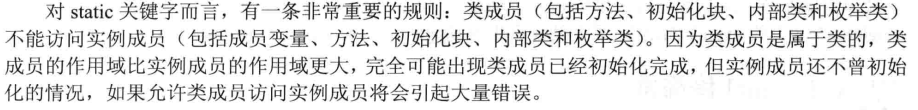 对 static 关键字而言，有一条非常重要的规则：类成员（包括方法、初始化块、内部类和枚举类）
不能访问实例成员（包括成员变量、方法、初始化块、内部类和枚举类）。因为类成员是属于类的，类
成员的作用域比实例成员的作用域更大，完全可能出现类成员已经初始化完成，但实例成员还不曾初始
化的情况，如果允许类成员访问实例成员将会引起大量错误。